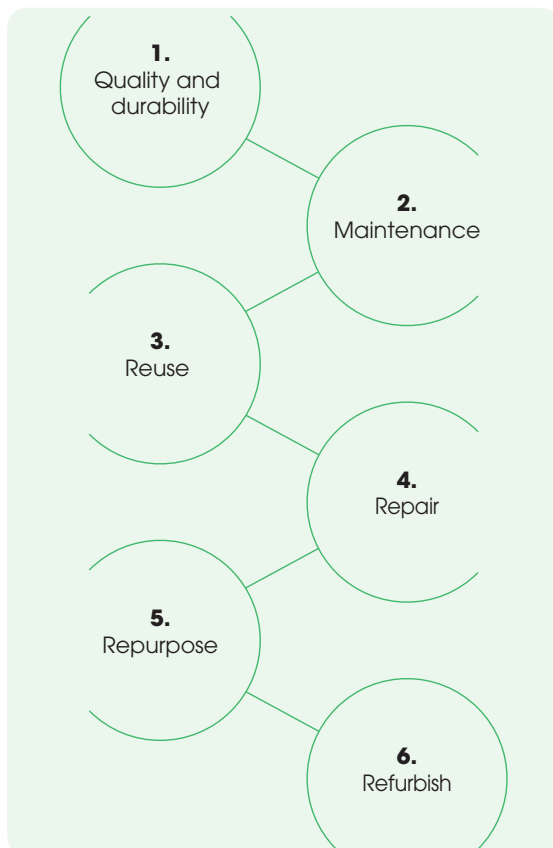 1.
Quality and
durability
2.
Maintenance
3.
Reuse
4.
Repair
5.
Repurpose
6.
Refurbish